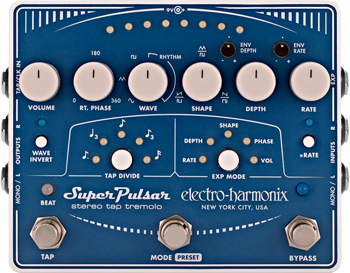 9V
TAP/CLK IN
EXP
180
RHYTHM
ENV DEPTH
ENV RATE
0
360
VOLUME
RT. PHASE
WAVE
SHAPE
DEPTH
RATE
R
OUTPUTS
MONO / L
WAVE INVERT
SHAPE
DEPTH
PHASE
RATE
VOL
TAP DIVIDE
EXP MODE
xRATE
R
INPUTS
MONO / L
BEAT
Super Pulsar
stereo tap tremolo
electro-harmonix
NEW YORK CITY, USA
TAP
MODE PRESET
BYPASS